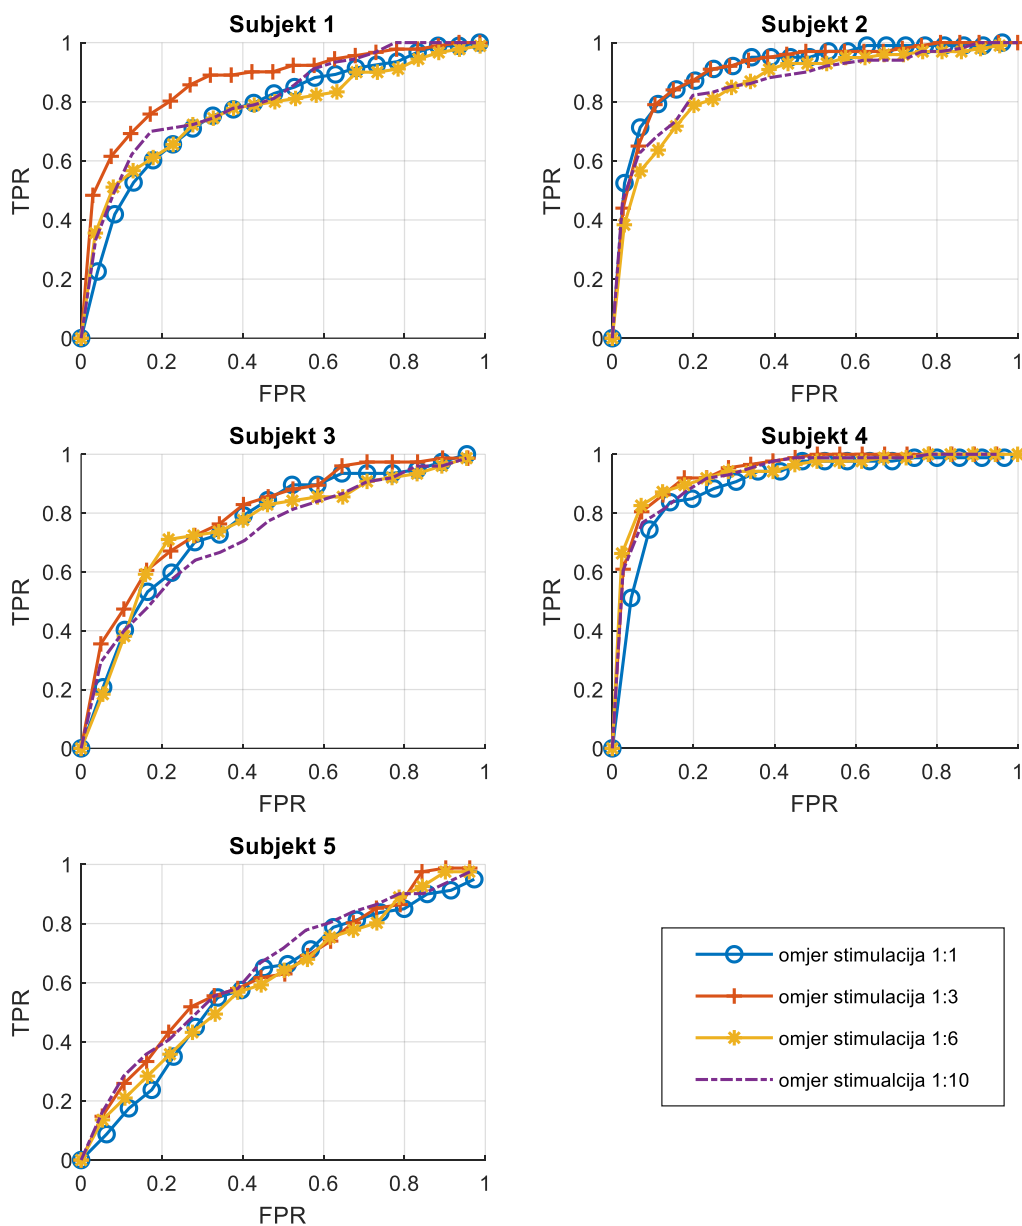 Subjekt 1
1
0.8
0.6
0.4
0.2
0
TPR
0 0.2 0.4 0.6 0.8 1
FPR
Subjekt 2
1
0.8
0.6
0.4
0.2
0
TPR
0 0.2 0.4 0.6 0.8 1
FPR
Subjekt 3
1
0.8
0.6
0.4
0.2
0
TPR
0 0.2 0.4 0.6 0.8 1
FPR
Subjekt 4
1
0.8
0.6
0.4
0.2
0
TPR
0 0.2 0.4 0.6 0.8 1
FPR
Subjekt 5
1
0.8
0.6
0.4
0.2
0
TPR
0 0.2 0.4 0.6 0.8 1
FPR
omjer stimulacija 1:1
omjer stimulacija 1:3
omjer stimulacija 1:6
omjer stimualcija 1:10